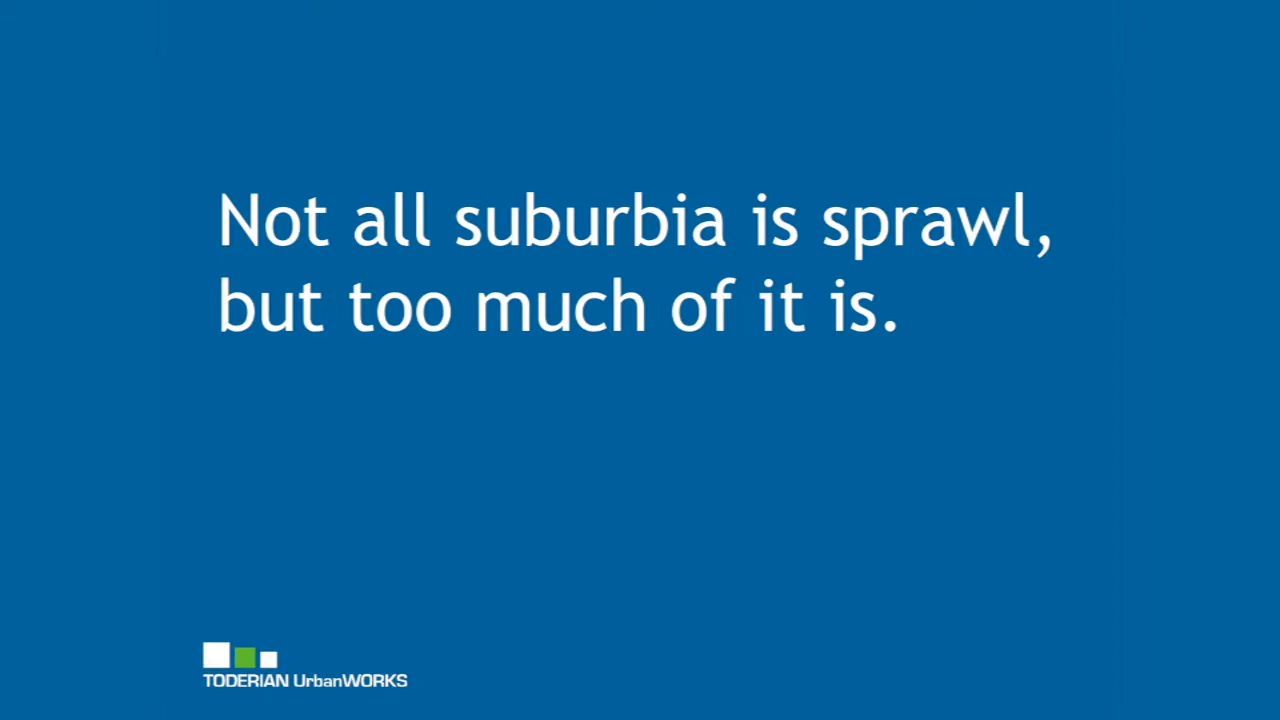 Not all suburbia is sprawl,
but too much of it is.
TODERIAN UrbanWORKS